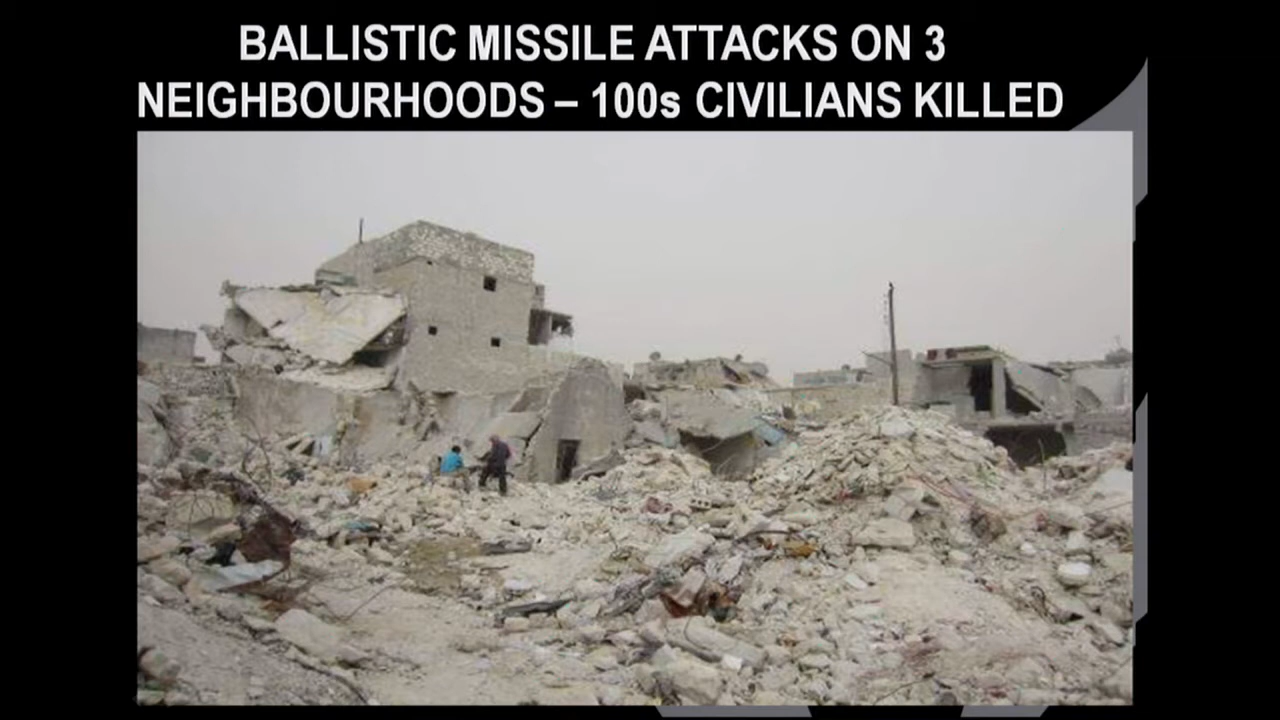 BALLISTIC MISSILE ATTACKS ON 3
NEIGHBOURHOODS – 100s CIVILIANS KILLED